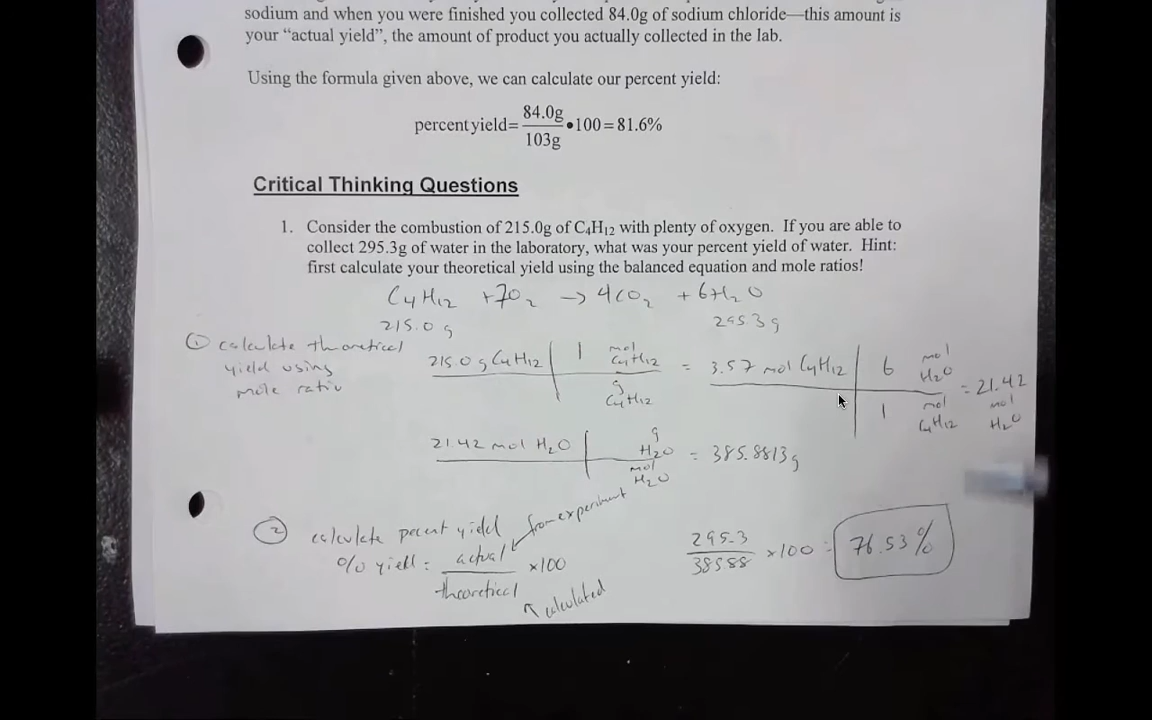 sodium and when you were finished you collected 84.0g of sodium chloride—this amount is
your “actual yield”, the amount of product you actually collected in the lab.
Using the formula given above, we can calculate our percent yield:
percent yield= 84.0g/103g •100=81.6%
Critical Thinking Questions
1. Consider the combustion of 215.0g of C₄H₁₂ with plenty of oxygen. If you are able to
collect 295.3g of water in the laboratory, what was your percent yield of water. Hint:
first calculate your theoretical yield using the balanced equation and mole ratios!
C₄H₁₂ +7O₂ → 4CO₂ + 6H₂O
215.0 g 295.3 g
① calculate theoretical
yield using
mole ratio
215.0 g C₄H₁₂ | 1 mol C₄H₁₂ / g C₄H₁₂ = 3.57 mol C₄H₁₂ | 6 mol H₂O / 1 mol C₄H₁₂ = 21.42 mol H₂O
21.42 mol H₂O | g H₂O / mol H₂O = 385.8813g
② calculate percent yield from experiment
% yield = actual/theoretical ×100
↖ calculated
295.3/385.88 ×100 = 76.53%